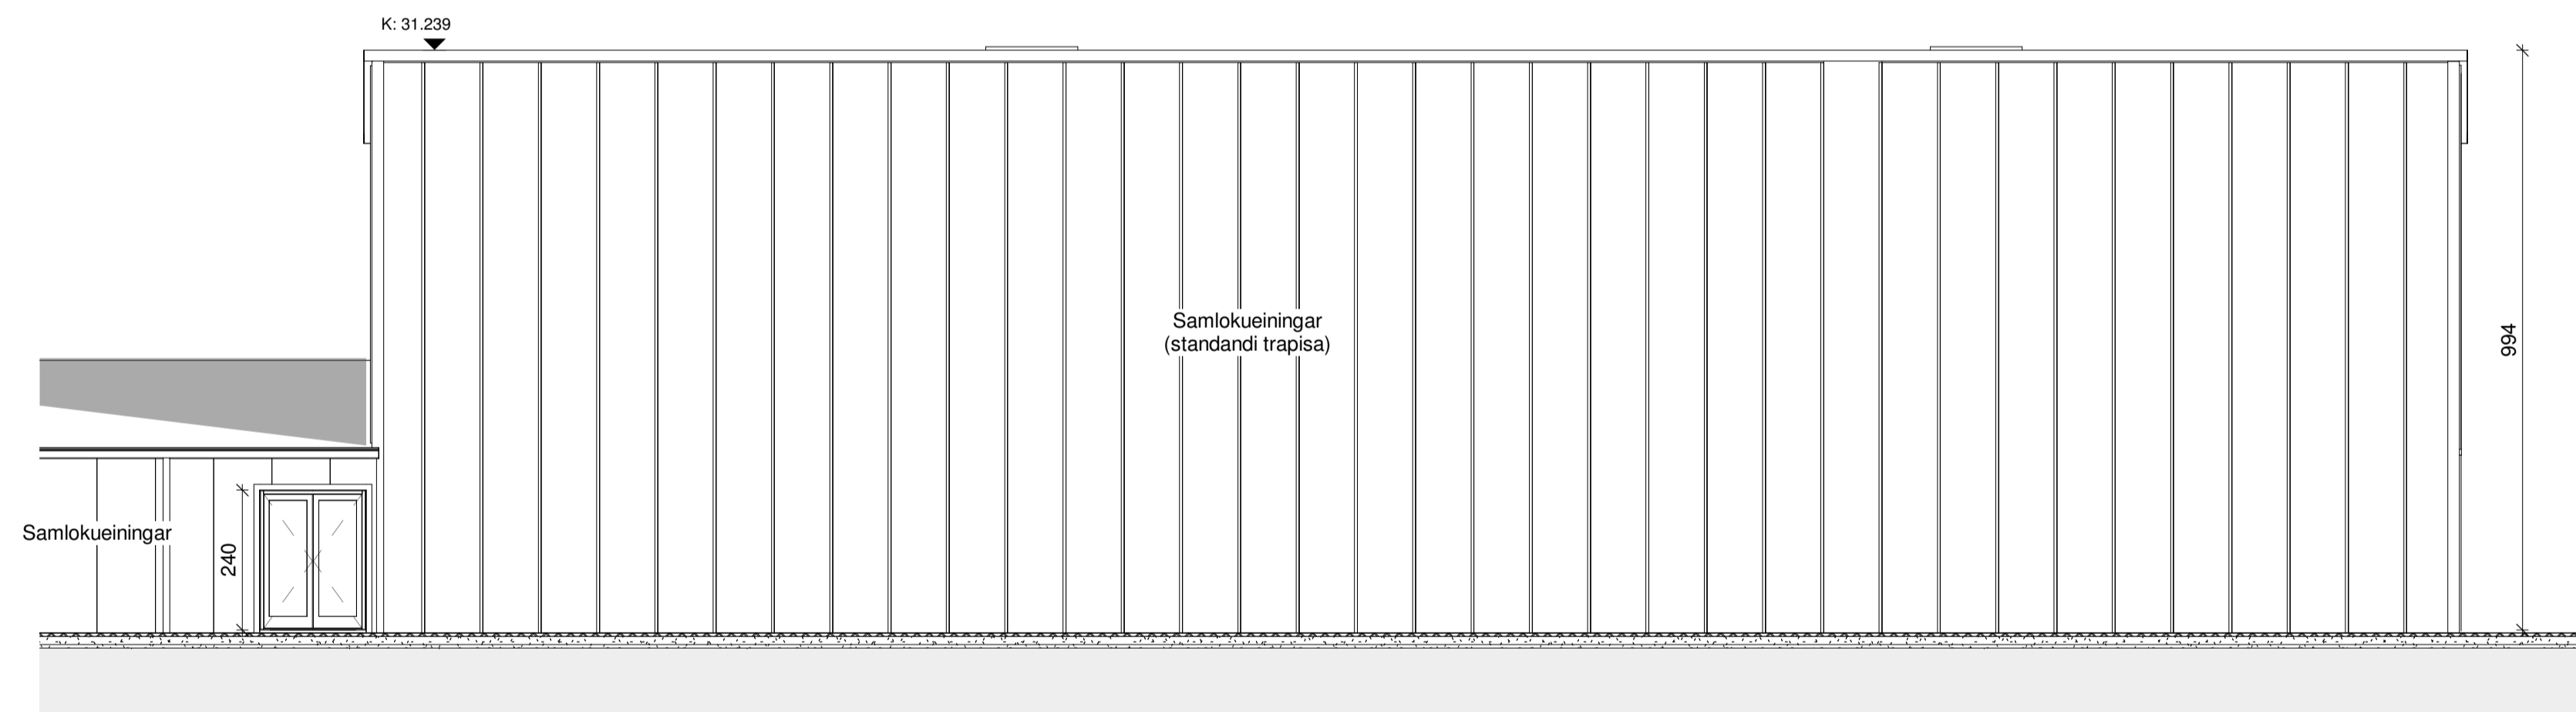 K: 31.239
Samlokueiningar
(standandi trapisa)
994
Samlokueiningar
240